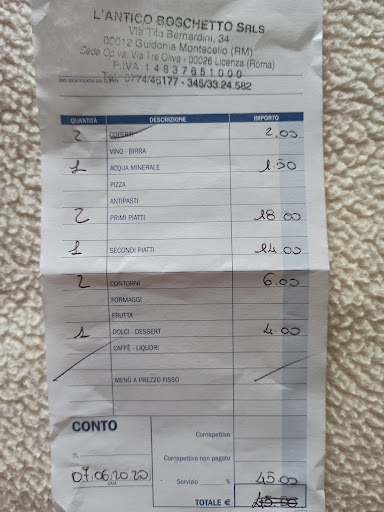 L'ANTICO BOSCHETTO SRLS
Via Tito Bernardini, 34
00012 Guidonia Montecelio (RM)
Sede Op.va Via Tre Oliva - 00026 Licenza (Roma)
P.IVA 14837651000
Tel. 0774/46177 - 345/33.24.582
QUANTITÀ DESCRIZIONE IMPORTO
2 COPERTI 2,00
VINO - BIRRA
1 ACQUA MINERALE 1.50
PIZZA
ANTIPASTI
2 PRIMI PIATTI 18.00
1 SECONDI PIATTI 14.00
2 CONTORNI 6.00
FORMAGGI
FRUTTA
1 DOLCI - DESSERT 4.00
CAFFÈ - LIQUORI
MENÙ A PREZZO FISSO
CONTO
Corrispettivo
n. Corrispettivo non pagato
07.06.2020 Servizio % 45.00
DATA
TOTALE €